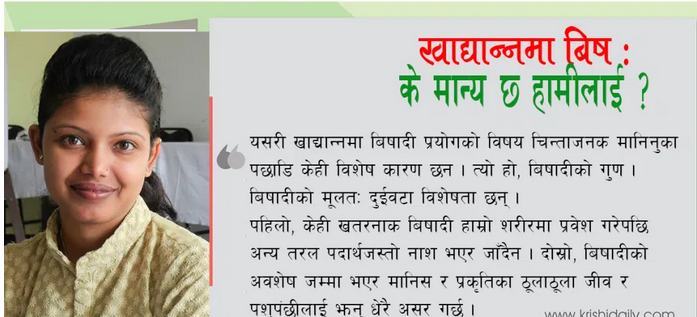 खाद्यान्नमा बिष :
के मान्य छ हामीलाई ?
यसरी खाद्यान्नमा बिषादी प्रयोगको विषय चिन्ताजनक मानिनुका
पछाडि केही विशेष कारण छन । त्यो हो, बिषादीको गुण ।
बिषादीको मूलतः दुईवटा विशेषता छन् ।
पहिलो, केही खतरनाक बिषादी हाम्रो शरीरमा प्रवेश गरेपछि
अन्य तरल पदार्थजस्तो नाश भएर जाँदैन । दोस्रो, बिषादीको
अवशेष जम्मा भएर मानिस र प्रकृतिका ठूलाठूला जीव र
पशुपंछीलाई झन् धेरै असर गर्छ ।
www.krishidaily.com